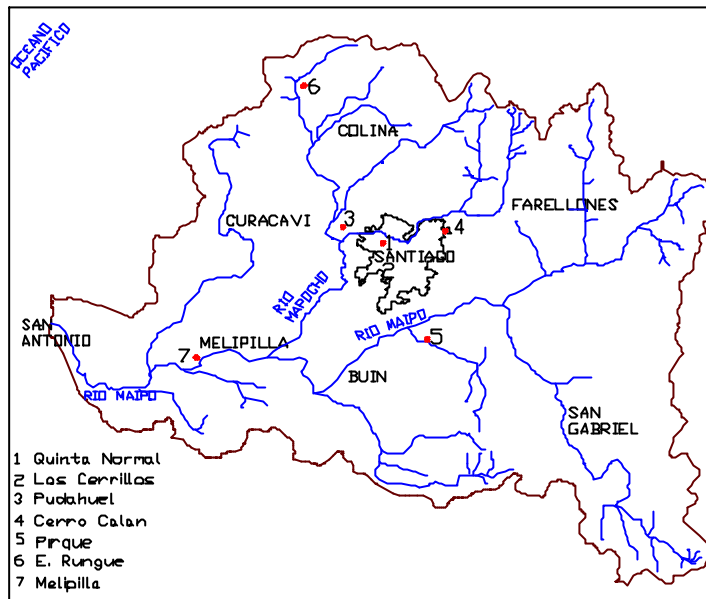 OCEANO
PACIFICO
6
COLINA
FARELLONES
CURACAVI
3
4
1
SANTIAGO
RIO
MAPOCHO
RIO MAIPO
SAN
ANTONIO
MELIPILLA
7
5
BUIN
RIO MAIPO
SAN
GABRIEL
1 Quinta Normal
2 Los Cerrillos
3 Pudahuel
4 Cerro Calan
5 Pirque
6 E. Rungue
7 Melipilla